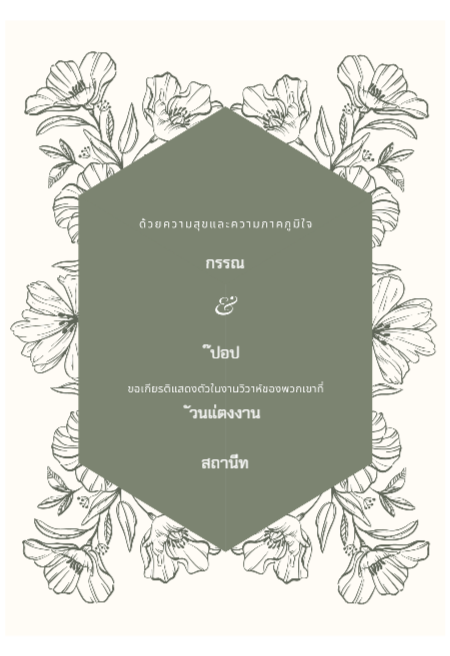 ด้วยความสุขและความภาคภูมิใจ
กรรณ
&
๊ปอป
ขอเกียรติแสดงตัวในงานวิวาห์ของพวกเขาที่
ัวนแต่งงาน
สถานีท